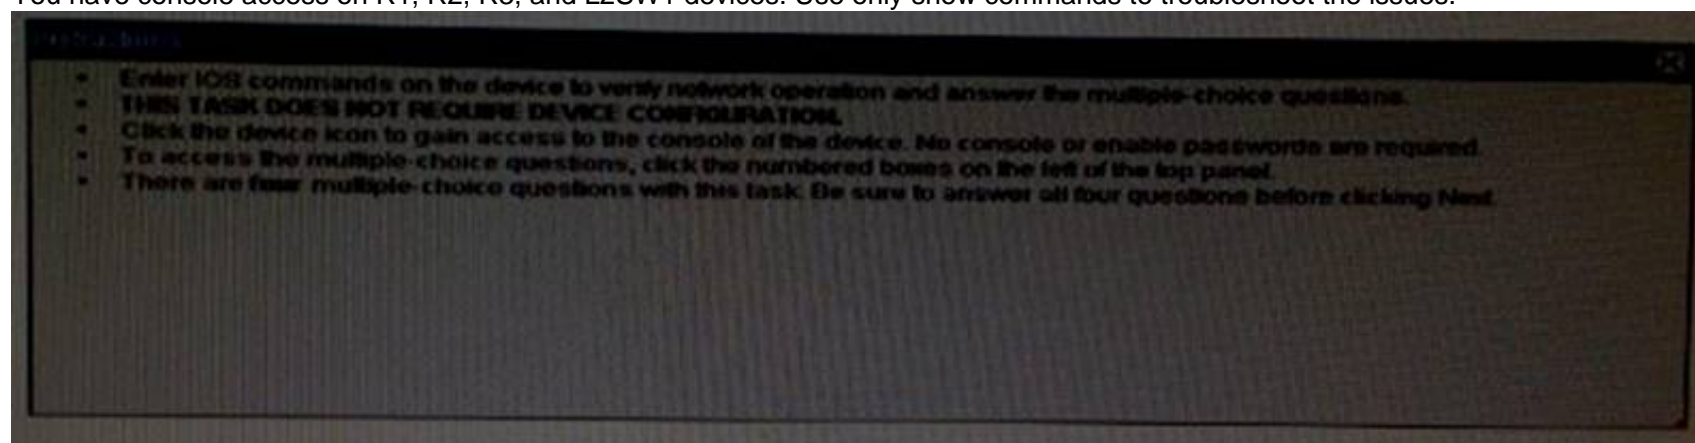 You have console access on R1, R2, R3, and L2SW1 devices. Use only show commands to troubleshoot the issues.
• Enter IOS commands on the device to verify network operation and answer the multiple-choice questions.
• THIS TASK DOES NOT REQUIRE DEVICE CONFIGURATION.
• Click the device icon to gain access to the console of the device. No console or enable passwords are required.
• To access the multiple-choice questions, click the numbered boxes on the left of the top panel.
• There are four multiple-choice questions with this task. Be sure to answer all four questions before clicking Next.